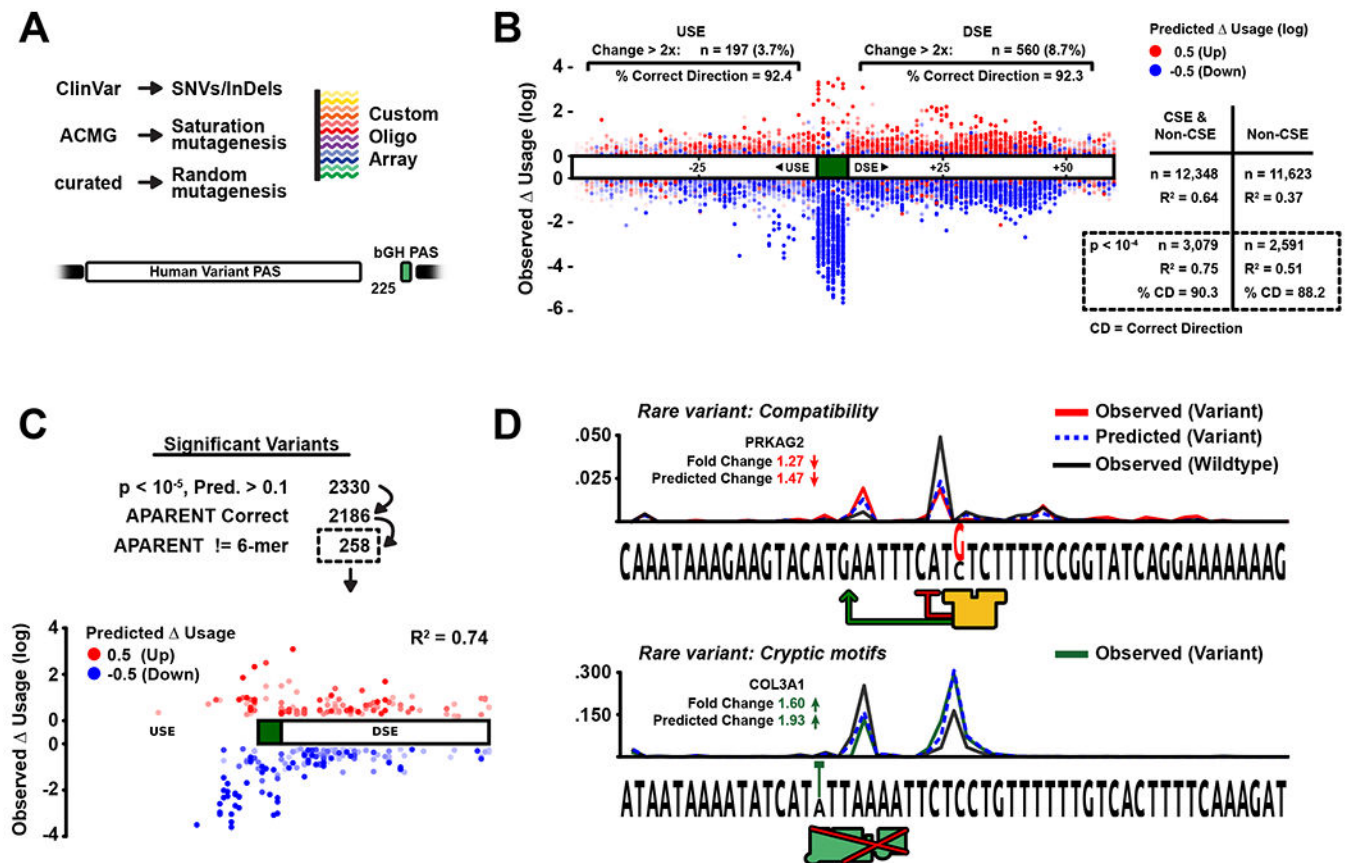 A
ClinVar
SNVs/InDels
ACMG
Saturation
mutagenesis
curated
Random
mutagenesis
Custom
Oligo
Array
bGH PAS
Human Variant PAS
225
B
USE
Change > 2x: n = 197 (3.7%)
% Correct Direction = 92.4
DSE
Change > 2x: n = 560 (8.7%)
% Correct Direction = 92.3
Predicted Δ Usage (log)
0.5 (Up)
-0.5 (Down)
Observed Δ Usage (log)
4
2
0
0
-2
-4
-6
-25
◄USE
DSE►
+25
+50
CSE &
Non-CSE
Non-CSE
n = 12,348
n = 11,623
R² = 0.64
R² = 0.37
p < 10⁻⁴
n = 3,079
n = 2,591
R² = 0.75
R² = 0.51
% CD = 90.3
% CD = 88.2
CD = Correct Direction
C
Significant Variants
p < 10⁻⁵, Pred. > 0.1 2330
APARENT Correct 2186
APARENT != 6-mer 258
Observed Δ Usage (log)
4
2
0
0
-2
-4
Predicted Δ Usage
0.5 (Up)
-0.5 (Down)
R² = 0.74
USE
DSE
D
Rare variant: Compatibility
Observed (Variant)
Predicted (Variant)
Observed (Wildtype)
.050
.025
PRKAG2
Fold Change 1.27
Predicted Change 1.47
G
CAAATAAAGAAGTACATGAATTTCATCTCTTTTCCGGTATCAGGAAAAAAAG
Rare variant: Cryptic motifs
Observed (Variant)
.300
.150
COL3A1
Fold Change 1.60
Predicted Change 1.93
T
ATAATAAAATATCATATTAAAATTCTCCTGTTTTTTGTCACTTTTCAAAGAT